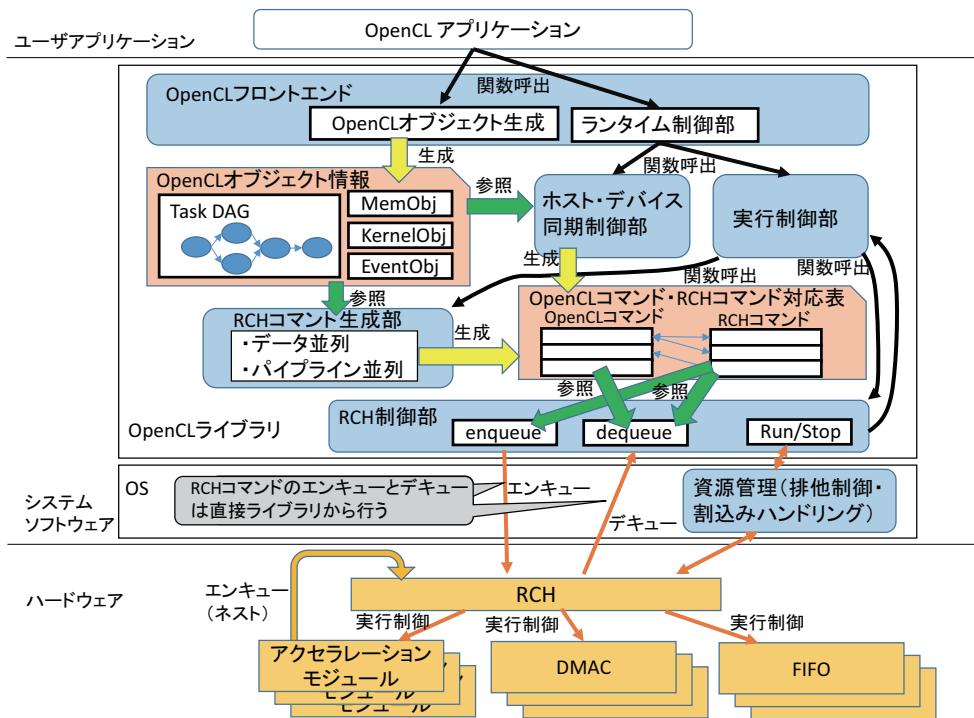 OpenCL アプリケーション
ユーザアプリケーション
関数呼出
OpenCLフロントエンド
OpenCLオブジェクト生成
ランタイム制御部
生成
関数呼出
OpenCLオブジェクト情報
参照
Task DAG
MemObj
KernelObj
EventObj
ホスト・デバイス
同期制御部
実行制御部
生成
関数呼出
関数呼出
参照
OpenCLコマンド・RCHコマンド対応表
OpenCLコマンド
RCHコマンド
RCHコマント生成部
・データ並列
・パイプライン並列
生成
参照
参照
RCH制御部
enqueue
dequeue
Run/Stop
OpenCLライブラリ
OS
RCHコマンドのエンキューとデキュー
は直接ライブラリから行う
エンキュー
デキュー
資源管理(排他制御・
割込みハンドリング)
システム
ソフトウェア
ハードウェア
エンキュー
(ネスト)
RCH
実行制御
実行制御
実行制御
アクセラレーション
モジュール
モジュール
モジュール
DMAC
FIFO